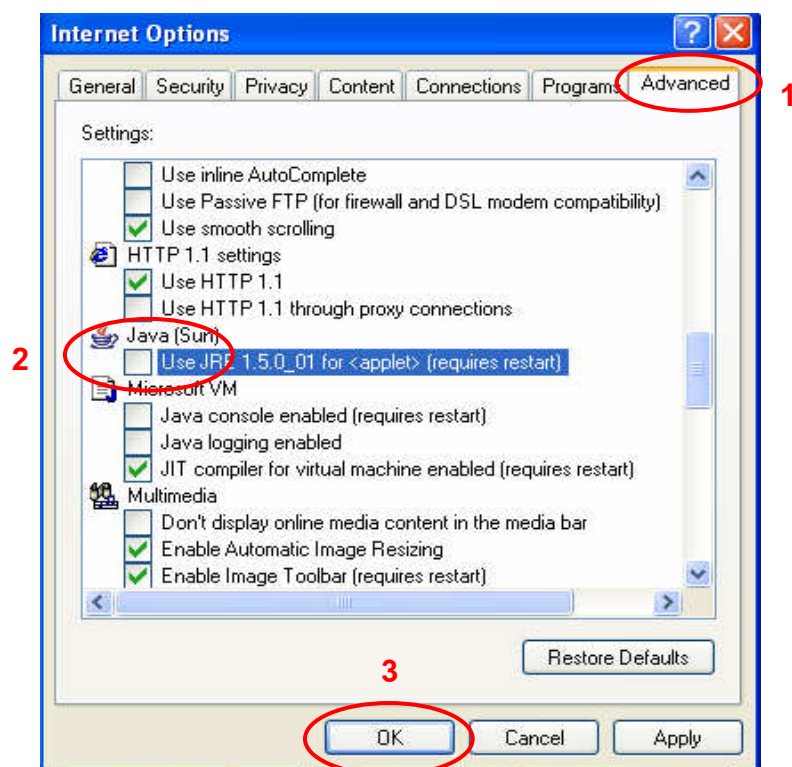 Internet Options
General Security Privacy Content Connections Programs Advanced
1
Settings:
Use inline AutoComplete
Use Passive FTP (for firewall and DSL modem compatibility)
Use smooth scrolling
HTTP 1.1 settings
Use HTTP 1.1
Use HTTP 1.1 through proxy connections
Java (Sun)
2
Use JRE 1.5.0_01 for <applet> (requires restart)
Microsoft VM
Java console enabled (requires restart)
Java logging enabled
JIT compiler for virtual machine enabled (requires restart)
Multimedia
Don't display online media content in the media bar
Enable Automatic Image Resizing
Enable Image Toolbar (requires restart)
Restore Defaults
3
OK Cancel Apply